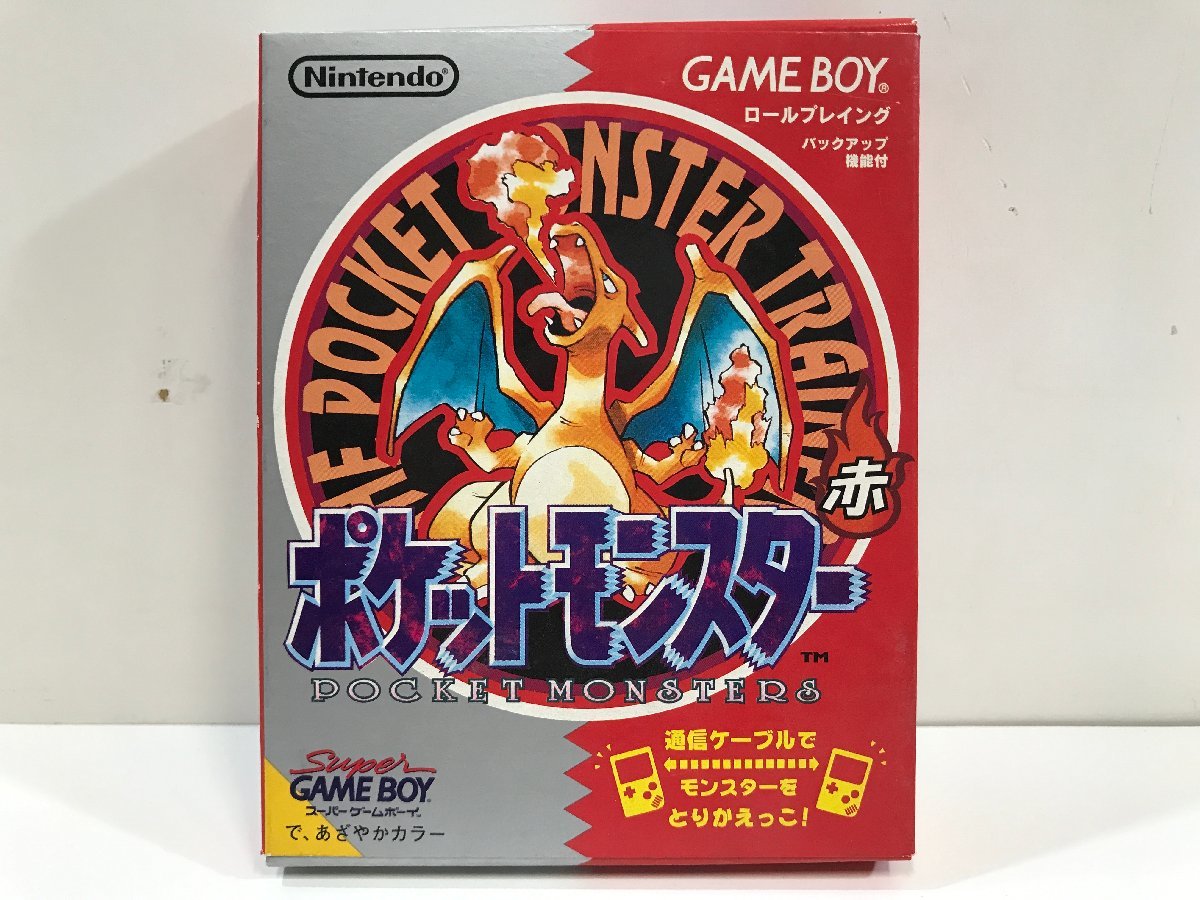 Nintendo
GAME BOY®
ロールプレイング
バックアップ
機能付
THE POCKET MONSTER TRAINER
赤
ポケットモンスター
TM
POCKET MONSTERS
通信ケーブルで
モンスターを
とりかえっこ!
Super
GAME BOY
スーパーゲームボーイ
で、あざやかカラー